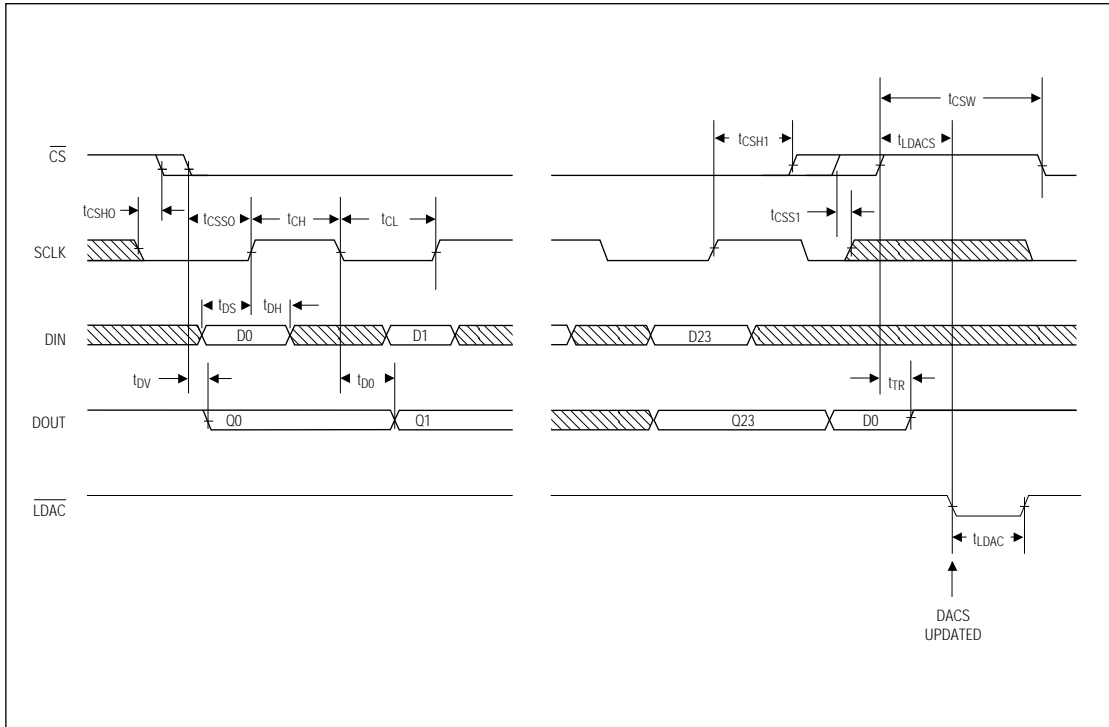 tCSW
tCSH1
tLDACS
CS
tCSHO tCSSO tCH tCL
tCSS1
SCLK
tDS tDH
DIN D0 D1 D23
tDV tD0 tTR
DOUT Q0 Q1 Q23 D0
LDAC
tLDAC
DACS
UPDATED